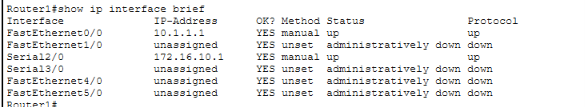 Router1#show ip interface brief
Interface IP-Address OK? Method Status Protocol
FastEthernet0/0 10.1.1.1 YES manual up up
FastEthernet1/0 unassigned YES unset administratively down down
Serial2/0 172.16.10.1 YES manual up up
Serial3/0 unassigned YES unset administratively down down
FastEthernet4/0 unassigned YES unset administratively down down
FastEthernet5/0 unassigned YES unset administratively down down
Router1#